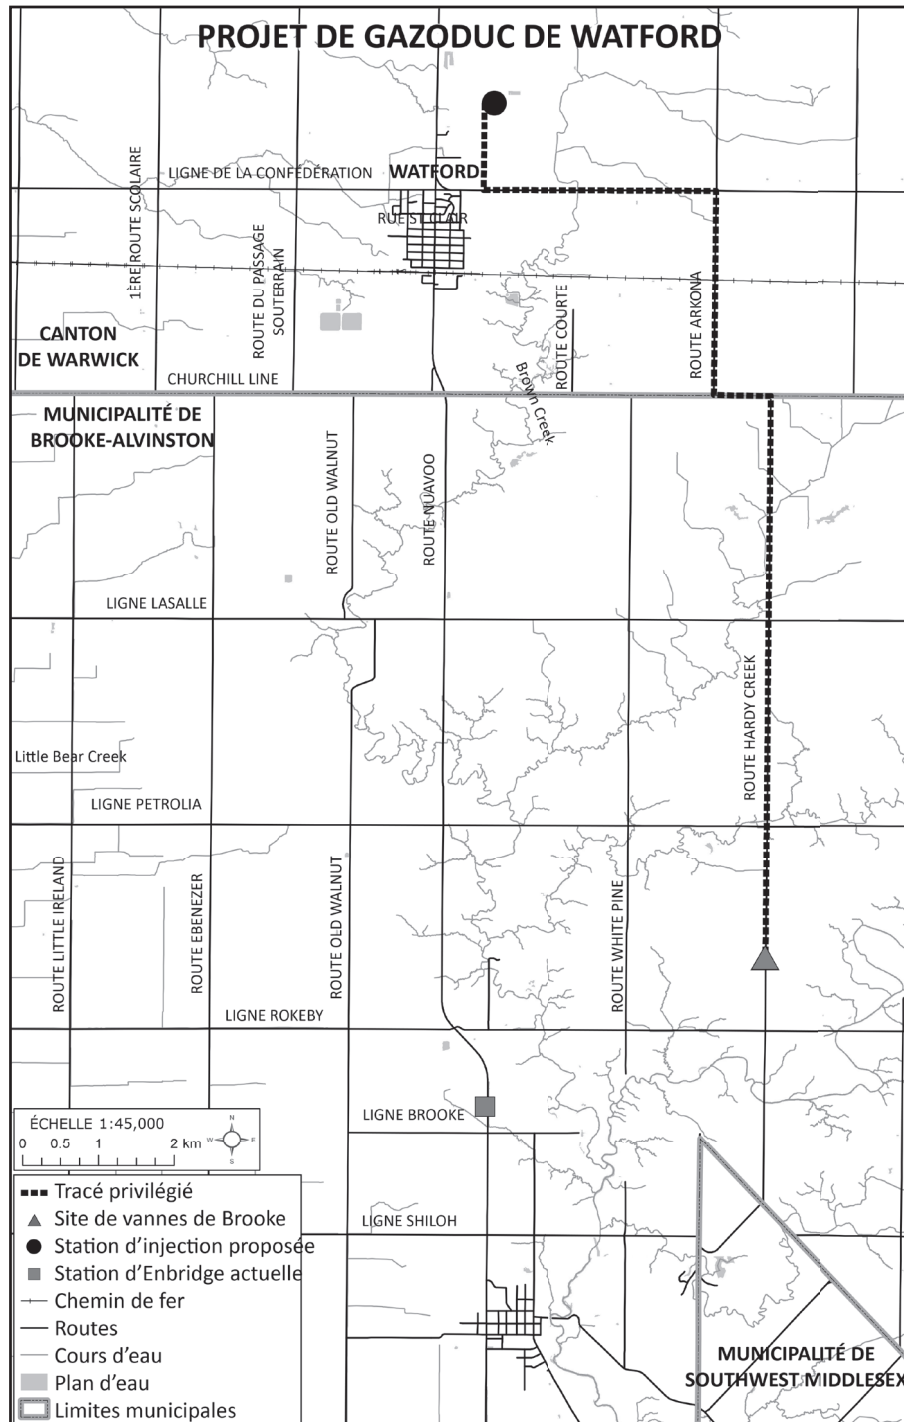 PROJET DE GAZODUC DE WATFORD
LIGNE DE LA CONFÉDÉRATION
WATFORD
1ÈRE ROUTE SCOLAIRE
RUE ST CLAIR
ROUTE DU PASSAGE
SOUTERRAIN
ROUTE COURTE
ROUTE ARKONA
CANTON
DE WARWICK
CHURCHILL LINE
Brown Creek
MUNICIPALITÉ DE
BROOKE-ALVINSTON
ROUTE OLD WALNUT
ROUTE NUAVOO
LIGNE LASALLE
ROUTE HARDY CREEK
Little Bear Creek
LIGNE PETROLIA
ROUTE LITTLE IRELAND
ROUTE EBENEZER
ROUTE OLD WALNUT
ROUTE WHITE PINE
LIGNE ROKEBY
LIGNE BROOKE
ÉCHELLE 1:45,000
0 0.5 1 2 km
N
W E
S
LIGNE SHILOH
Tracé privilégié
Site de vannes de Brooke
Station d'injection proposée
Station d'Enbridge actuelle
Chemin de fer
Routes
Cours d'eau
Plan d'eau
Limites municipales
MUNICIPALITÉ DE
SOUTHWEST MIDDLESEX